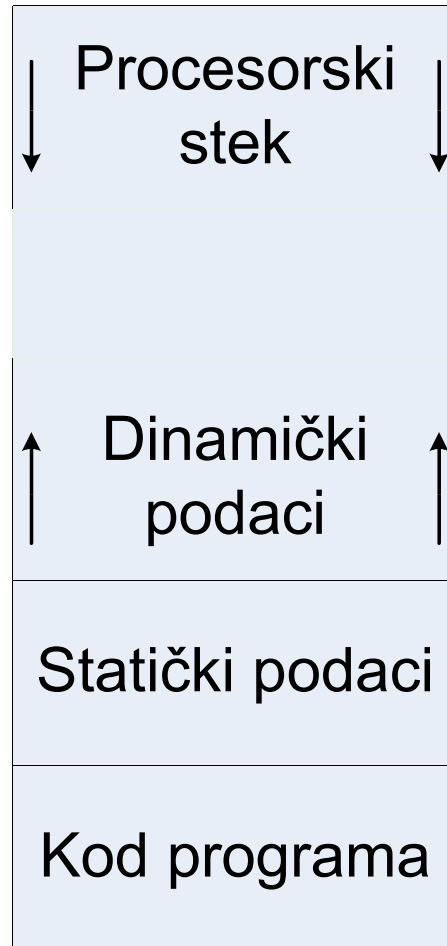 Procesorski
stek
Dinamički
podaci
Statički podaci
Kod programa